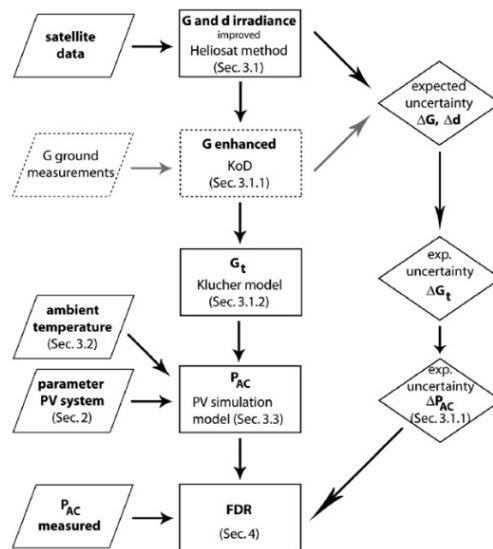 satellite
data
G and d irradiance
improved
Heliosat method
(Sec. 3.1)
expected
uncertainty
ΔG, Δd
G ground
measurements
G enhanced
KoD
(Sec. 3.1.1)
Gt
Klucher model
(Sec. 3.1.2)
exp.
uncertainty
ΔGt
ambient
temperature
(Sec. 3.2)
parameter
PV system
(Sec. 2)
PAC
PV simulation
model (Sec. 3.3)
exp.
uncertainty
ΔPAC
(Sec. 3.1.1)
PAC
measured
FDR
(Sec. 4)